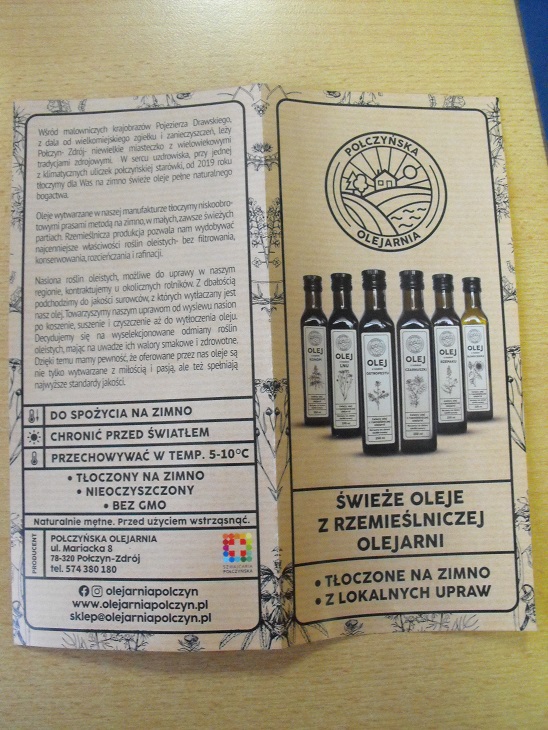 Wśród malowniczych krajobrazów Pojezierza Drawskiego,
z dala od wielkomiejskiego zgiełku i zanieczyszczeń, leży
Połczyn- Zdrój- niewielkie miasteczko z wielowiekowymi
tradycjami zdrojowymi. W sercu uzdrowiska, przy jednej
z klimatycznych uliczek połczyńskiej starówki, od 2019 roku
tłoczymy dla Was na zimno świeże oleje pełne naturalnego
bogactwa.
Oleje wytwarzane w naszej manufakturze tłoczymy niskoobro-
towymi prasami metodą na zimno, w małych, zawsze świeżych
partiach. Rzemieślnicza produkcja pozwala nam wydobywać
najcenniejsze właściwości roślin oleistych- bez filtrowania,
konserwowania, rozcieńczania i rafinacji.
Nasiona roślin oleistych, możliwe do uprawy w naszym
regionie, kontraktujemy u okolicznych rolników. Z dbałością
podchodzimy do jakości surowców, z których wytłaczany jest
nasz olej. Towarzyszymy naszym uprawom od wysiewu nasion
po koszenie, suszenie i czyszczenie aż do wytłoczenia oleju.
Decydujemy się na wyselekcjonowane odmiany roślin
oleistych, mając na uwadze ich walory smakowe i zdrowotne.
Dzięki temu mamy pewność, że oferowane przez nas oleje są
nie tylko wytwarzane z miłością i pasją, ale też spełniają
najwyższe standardy jakości.
DO SPOŻYCIA NA ZIMNO
CHRONIĆ PRZED ŚWIATŁEM
PRZECHOWYWAĆ W TEMP. 5-10°C
• TŁOCZONY NA ZIMNO
• NIEOCZYSZCZONY
• BEZ GMO
Naturalnie mętne. Przed użyciem wstrząsnąć.
PRODUCENT
POŁCZYŃSKA OLEJARNIA
ul. Mariacka 8
78-320 Połczyn-Zdrój
tel. 574 380 180
SZWAJCARIA
POŁCZYŃSKA
olejarniapolczyn
www.olejarniapolczyn.pl
sklep@olejarniapolczyn.pl
POŁCZYŃSKA
OLEJARNIA
OLEJ
OLEJ
LNU
OLEJ
OLEJ
OLEJ
OLEJ
ŚWIEŻE OLEJE
Z RZEMIEŚLNICZEJ
OLEJARNI
• TŁOCZONE NA ZIMNO
• Z LOKALNYCH UPRAW